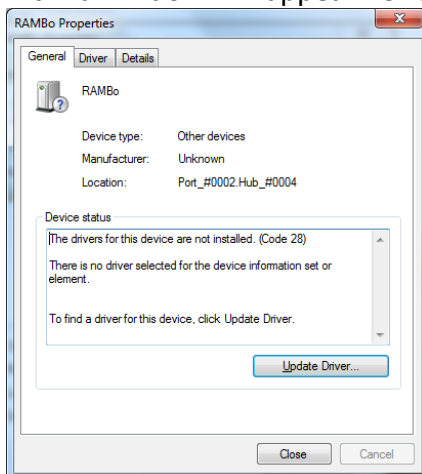 RAMBo Properties
General Driver Details
RAMBo
Device type: Other devices
Manufacturer: Unknown
Location: Port_#0002.Hub_#0004
Device status
The drivers for this device are not installed. (Code 28)
There is no driver selected for the device information set or
element.
To find a driver for this device, click Update Driver.
Update Driver...
Close Cancel